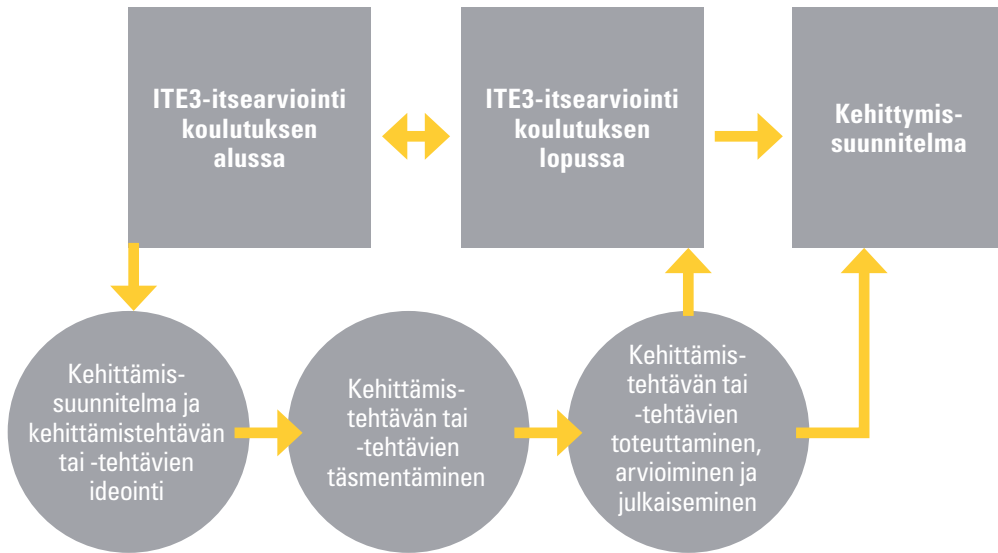 ITE3-itsearviointi
koulutuksen
alussa
ITE3-itsearviointi
koulutuksen
lopussa
Kehittymis-
suunnitelma
Kehittämis-
suunnitelma ja
kehittämistehtävän
tai -tehtävien
ideointi
Kehittämis-
tehtävän tai
-tehtävien
täsmentäminen
Kehittämis-
tehtävän tai
-tehtävien
toteuttaminen,
arvioiminen ja
julkaiseminen